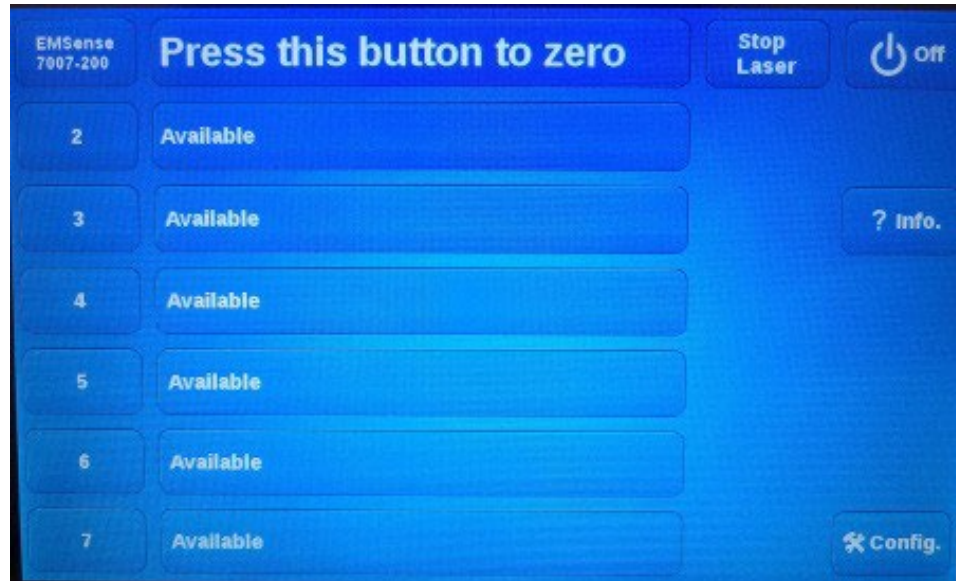 EMSense
7007-200
Press this button to zero
Stop
Laser
Off
2
Available
3
Available
? Info.
4
Available
5
Available
6
Available
7
Available
Config.